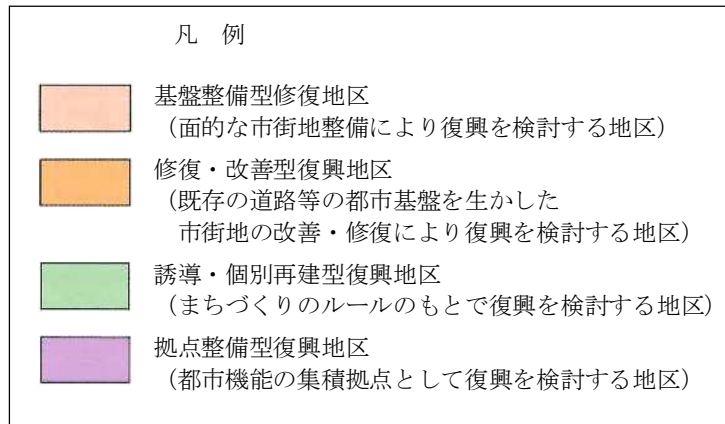 凡　例
基盤整備型修復地区
（面的な市街地整備により復興を検討する地区）
修復・改善型復興地区
（既存の道路等の都市基盤を生かした
市街地の改善・修復により復興を検討する地区）
誘導・個別再建型復興地区
（まちづくりのルールのもとで復興を検討する地区）
拠点整備型復興地区
（都市機能の集積拠点として復興を検討する地区）